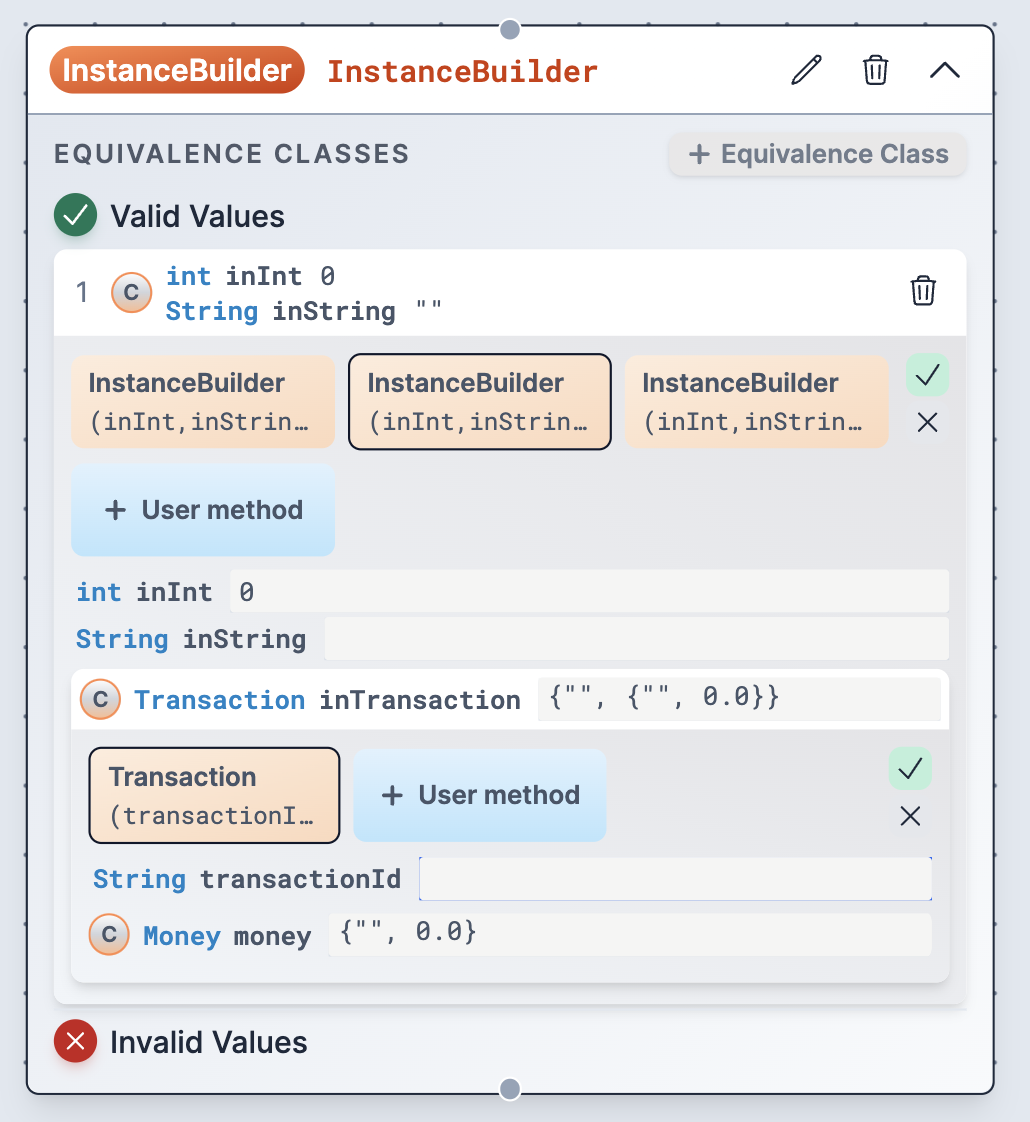 InstanceBuilder InstanceBuilder
EQUIVALENCE CLASSES + Equivalence Class
Valid Values
1 C int inInt 0
String inString ""
InstanceBuilder InstanceBuilder InstanceBuilder
(inInt,inStrin… (inInt,inStrin… (inInt,inStrin…
+ User method
int inInt 0
String inString
C Transaction inTransaction {"", {"", 0.0}}
Transaction + User method
(transactionI…
String transactionId
C Money money {"", 0.0}
Invalid Values